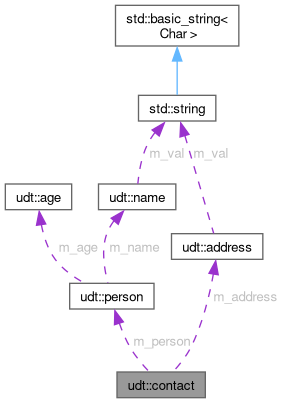 std::basic_string<
Char >
std::string
m_val
m_val
udt::age
udt::name
udt::address
m_age
m_name
udt::person
m_address
m_person
udt::contact